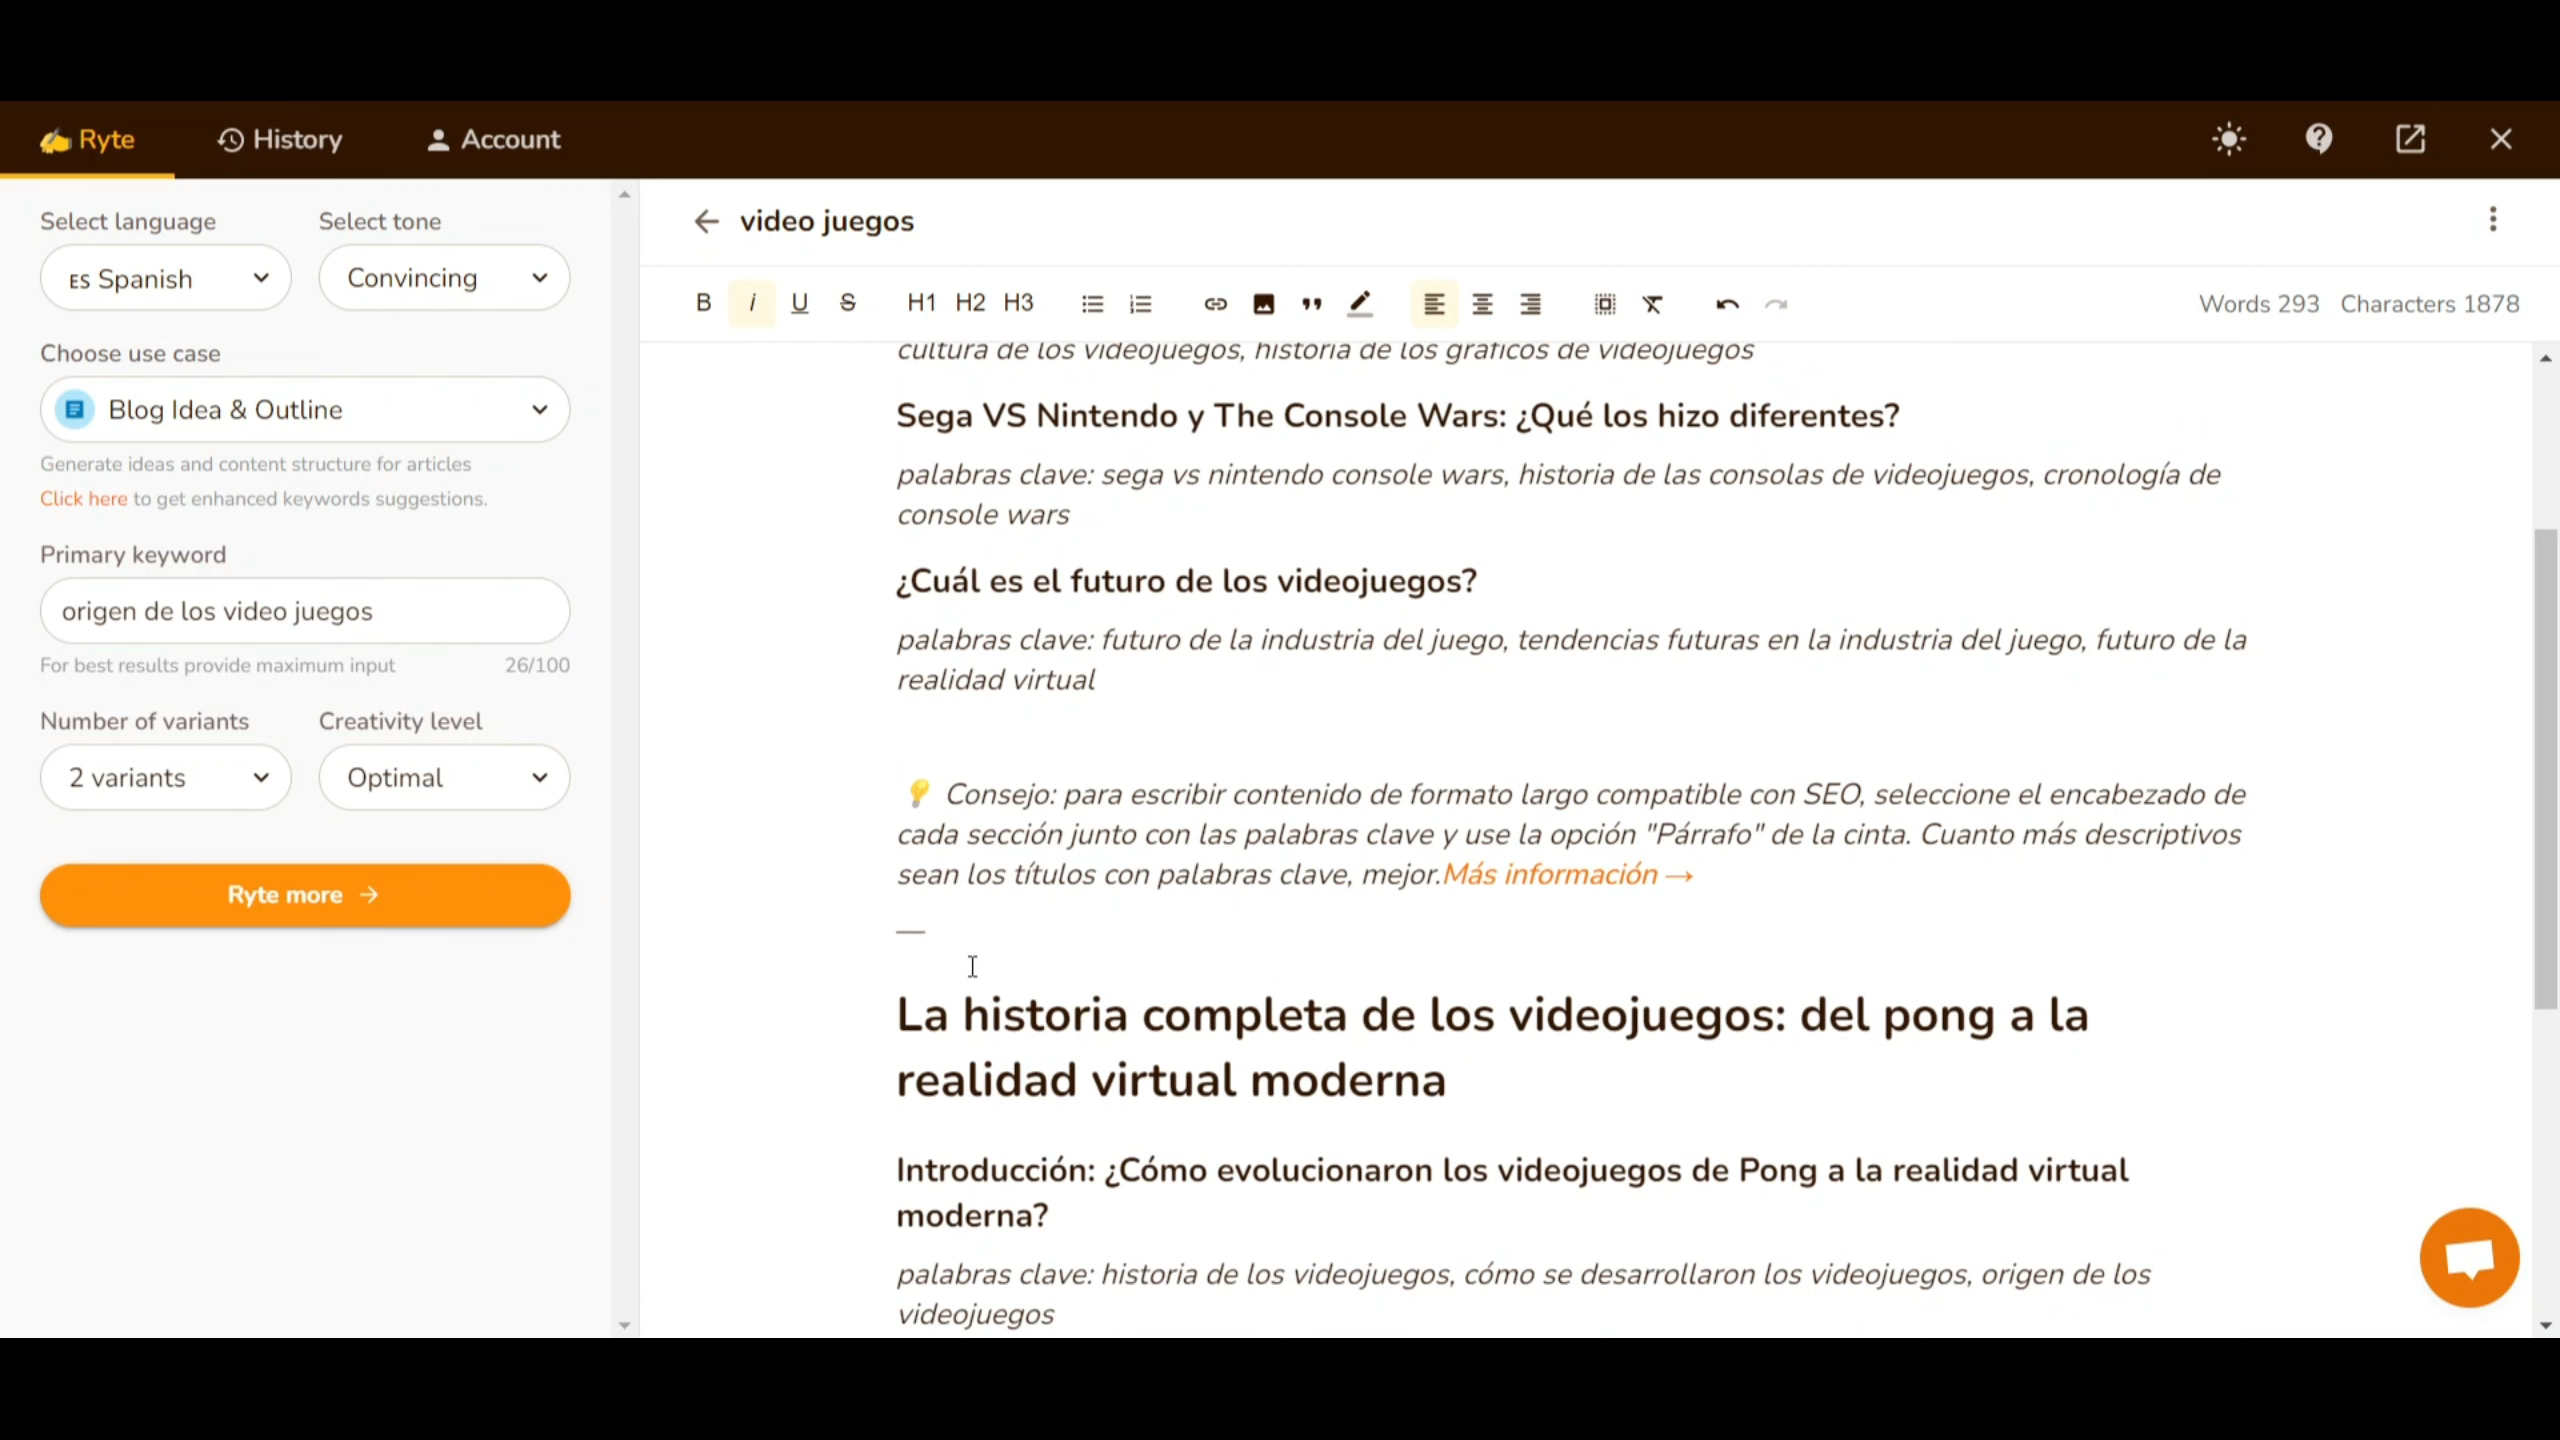 Ryte
History
Account
Select language
Select tone
ES Spanish
Convincing
Choose use case
Blog Idea & Outline
Generate ideas and content structure for articles
Click here to get enhanced keywords suggestions.
Primary keyword
origen de los video juegos
For best results provide maximum input
26/100
Number of variants
Creativity level
2 variants
Optimal
Ryte more →
video juegos
B i U S H1 H2 H3
Words 293 Characters 1878
cultura de los videojuegos, historia de los gráficos de videojuegos
Sega VS Nintendo y The Console Wars: ¿Qué los hizo diferentes?
palabras clave: sega vs nintendo console wars, historia de las consolas de videojuegos, cronología de
console wars
¿Cuál es el futuro de los videojuegos?
palabras clave: futuro de la industria del juego, tendencias futuras en la industria del juego, futuro de la
realidad virtual
💡 Consejo: para escribir contenido de formato largo compatible con SEO, seleccione el encabezado de
cada sección junto con las palabras clave y use la opción "Párrafo" de la cinta. Cuanto más descriptivos
sean los títulos con palabras clave, mejor.Más información →
—
La historia completa de los videojuegos: del pong a la
realidad virtual moderna
Introducción: ¿Cómo evolucionaron los videojuegos de Pong a la realidad virtual
moderna?
palabras clave: historia de los videojuegos, cómo se desarrollaron los videojuegos, origen de los
videojuegos